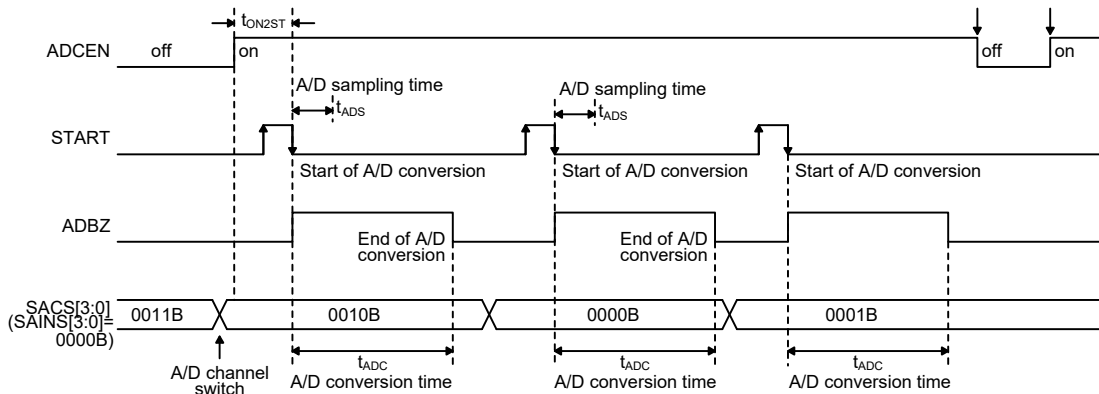 tON2ST
ADCEN off on off on
A/D sampling time A/D sampling time
tADS tADS
START
Start of A/D conversion Start of A/D conversion Start of A/D conversion
ADBZ
End of A/D conversion End of A/D conversion
SACS[3:0]
(SAINS[3:0]=
0000B)
0011B 0010B 0000B 0001B
A/D channel
switch
tADC tADC tADC
A/D conversion time A/D conversion time A/D conversion time